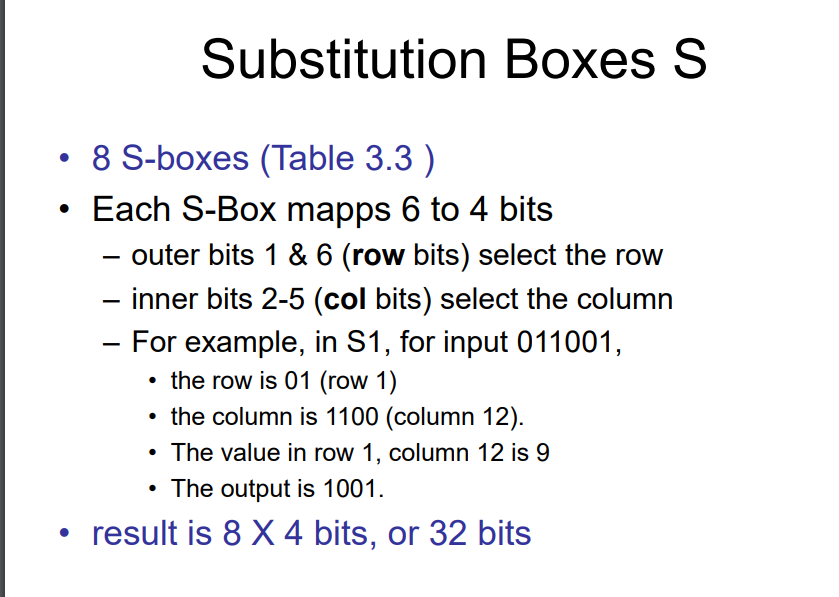 Substitution Boxes S
• 8 S-boxes (Table 3.3 )
• Each S-Box mapps 6 to 4 bits
– outer bits 1 & 6 (row bits) select the row
– inner bits 2-5 (col bits) select the column
– For example, in S1, for input 011001,
• the row is 01 (row 1)
• the column is 1100 (column 12).
• The value in row 1, column 12 is 9
• The output is 1001.
• result is 8 X 4 bits, or 32 bits